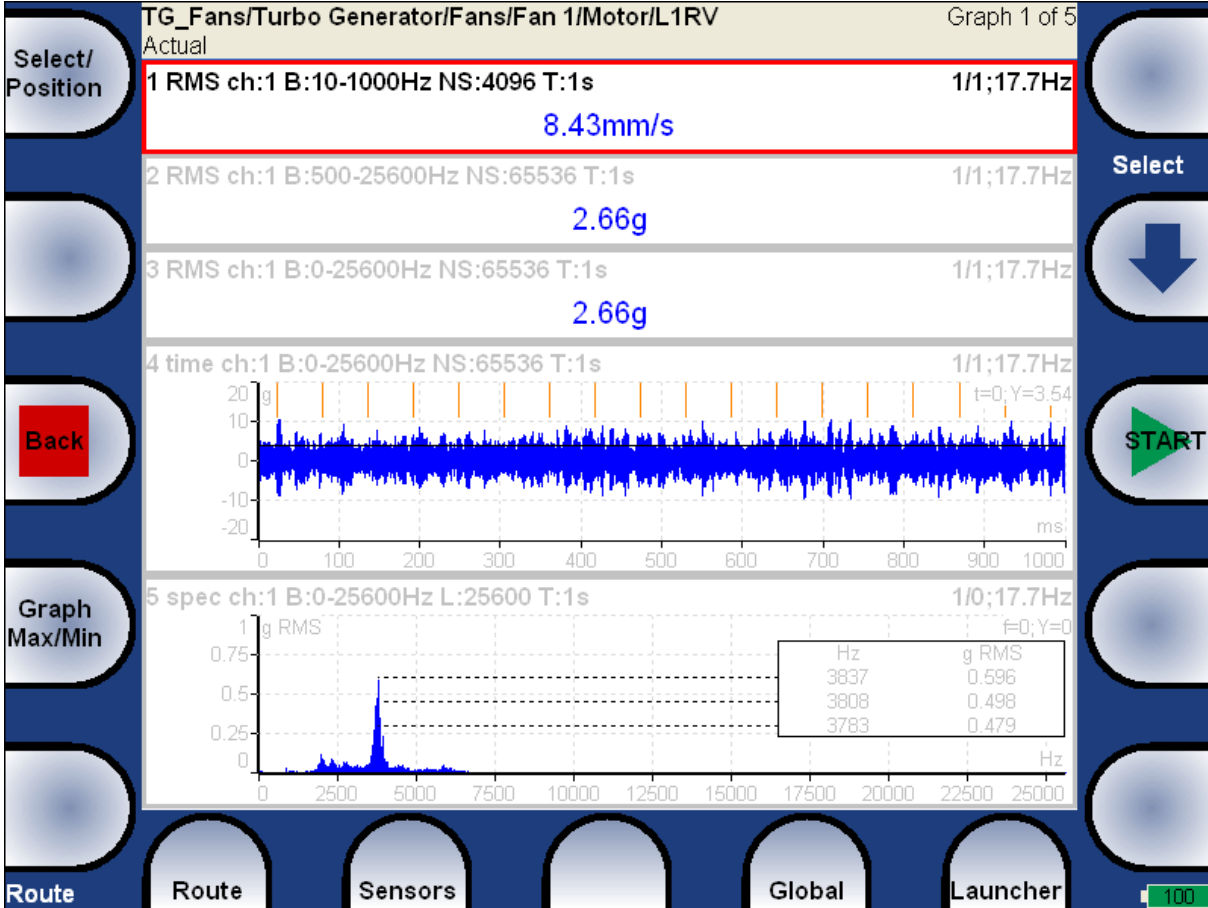 TG_Fans/Turbo Generator/Fans/Fan 1/Motor/L1RV
Graph 1 of 5
Actual
Select/
Position
1 RMS ch:1 B:10-1000Hz NS:4096 T:1s
1/1;17.7Hz
8.43mm/s
2 RMS ch:1 B:500-25600Hz NS:65536 T:1s
1/1;17.7Hz
2.66g
Select
3 RMS ch:1 B:0-25600Hz NS:65536 T:1s
1/1;17.7Hz
2.66g
4 time ch:1 B:0-25600Hz NS:65536 T:1s
1/1;17.7Hz
20 g
t=0;Y=3.54
10
0
-10
-20
ms
0 100 200 300 400 500 600 700 800 900 1000
Back
START
Graph
Max/Min
5 spec ch:1 B:0-25600Hz L:25600 T:1s
1/0;17.7Hz
1 g RMS
f=0;Y=0
0.75
0.5
0.25
0
Hz g RMS
3837 0.596
3808 0.498
3783 0.479
Hz
0 2500 5000 7500 10000 12500 15000 17500 20000 22500 25000
Route
Route
Sensors
Global
Launcher
100